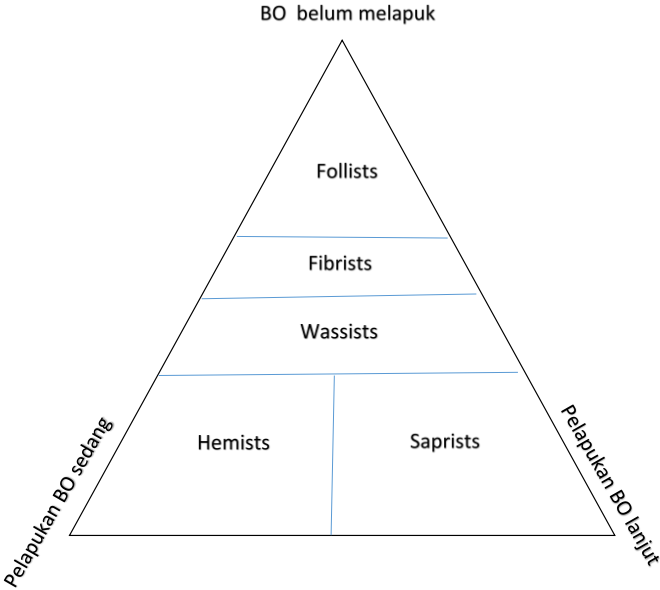 BO  belum melapuk
Follists
Fibrists
Wassists
Hemists
Saprists
Pelapukan BO sedang
Pelapukan BO lanjut